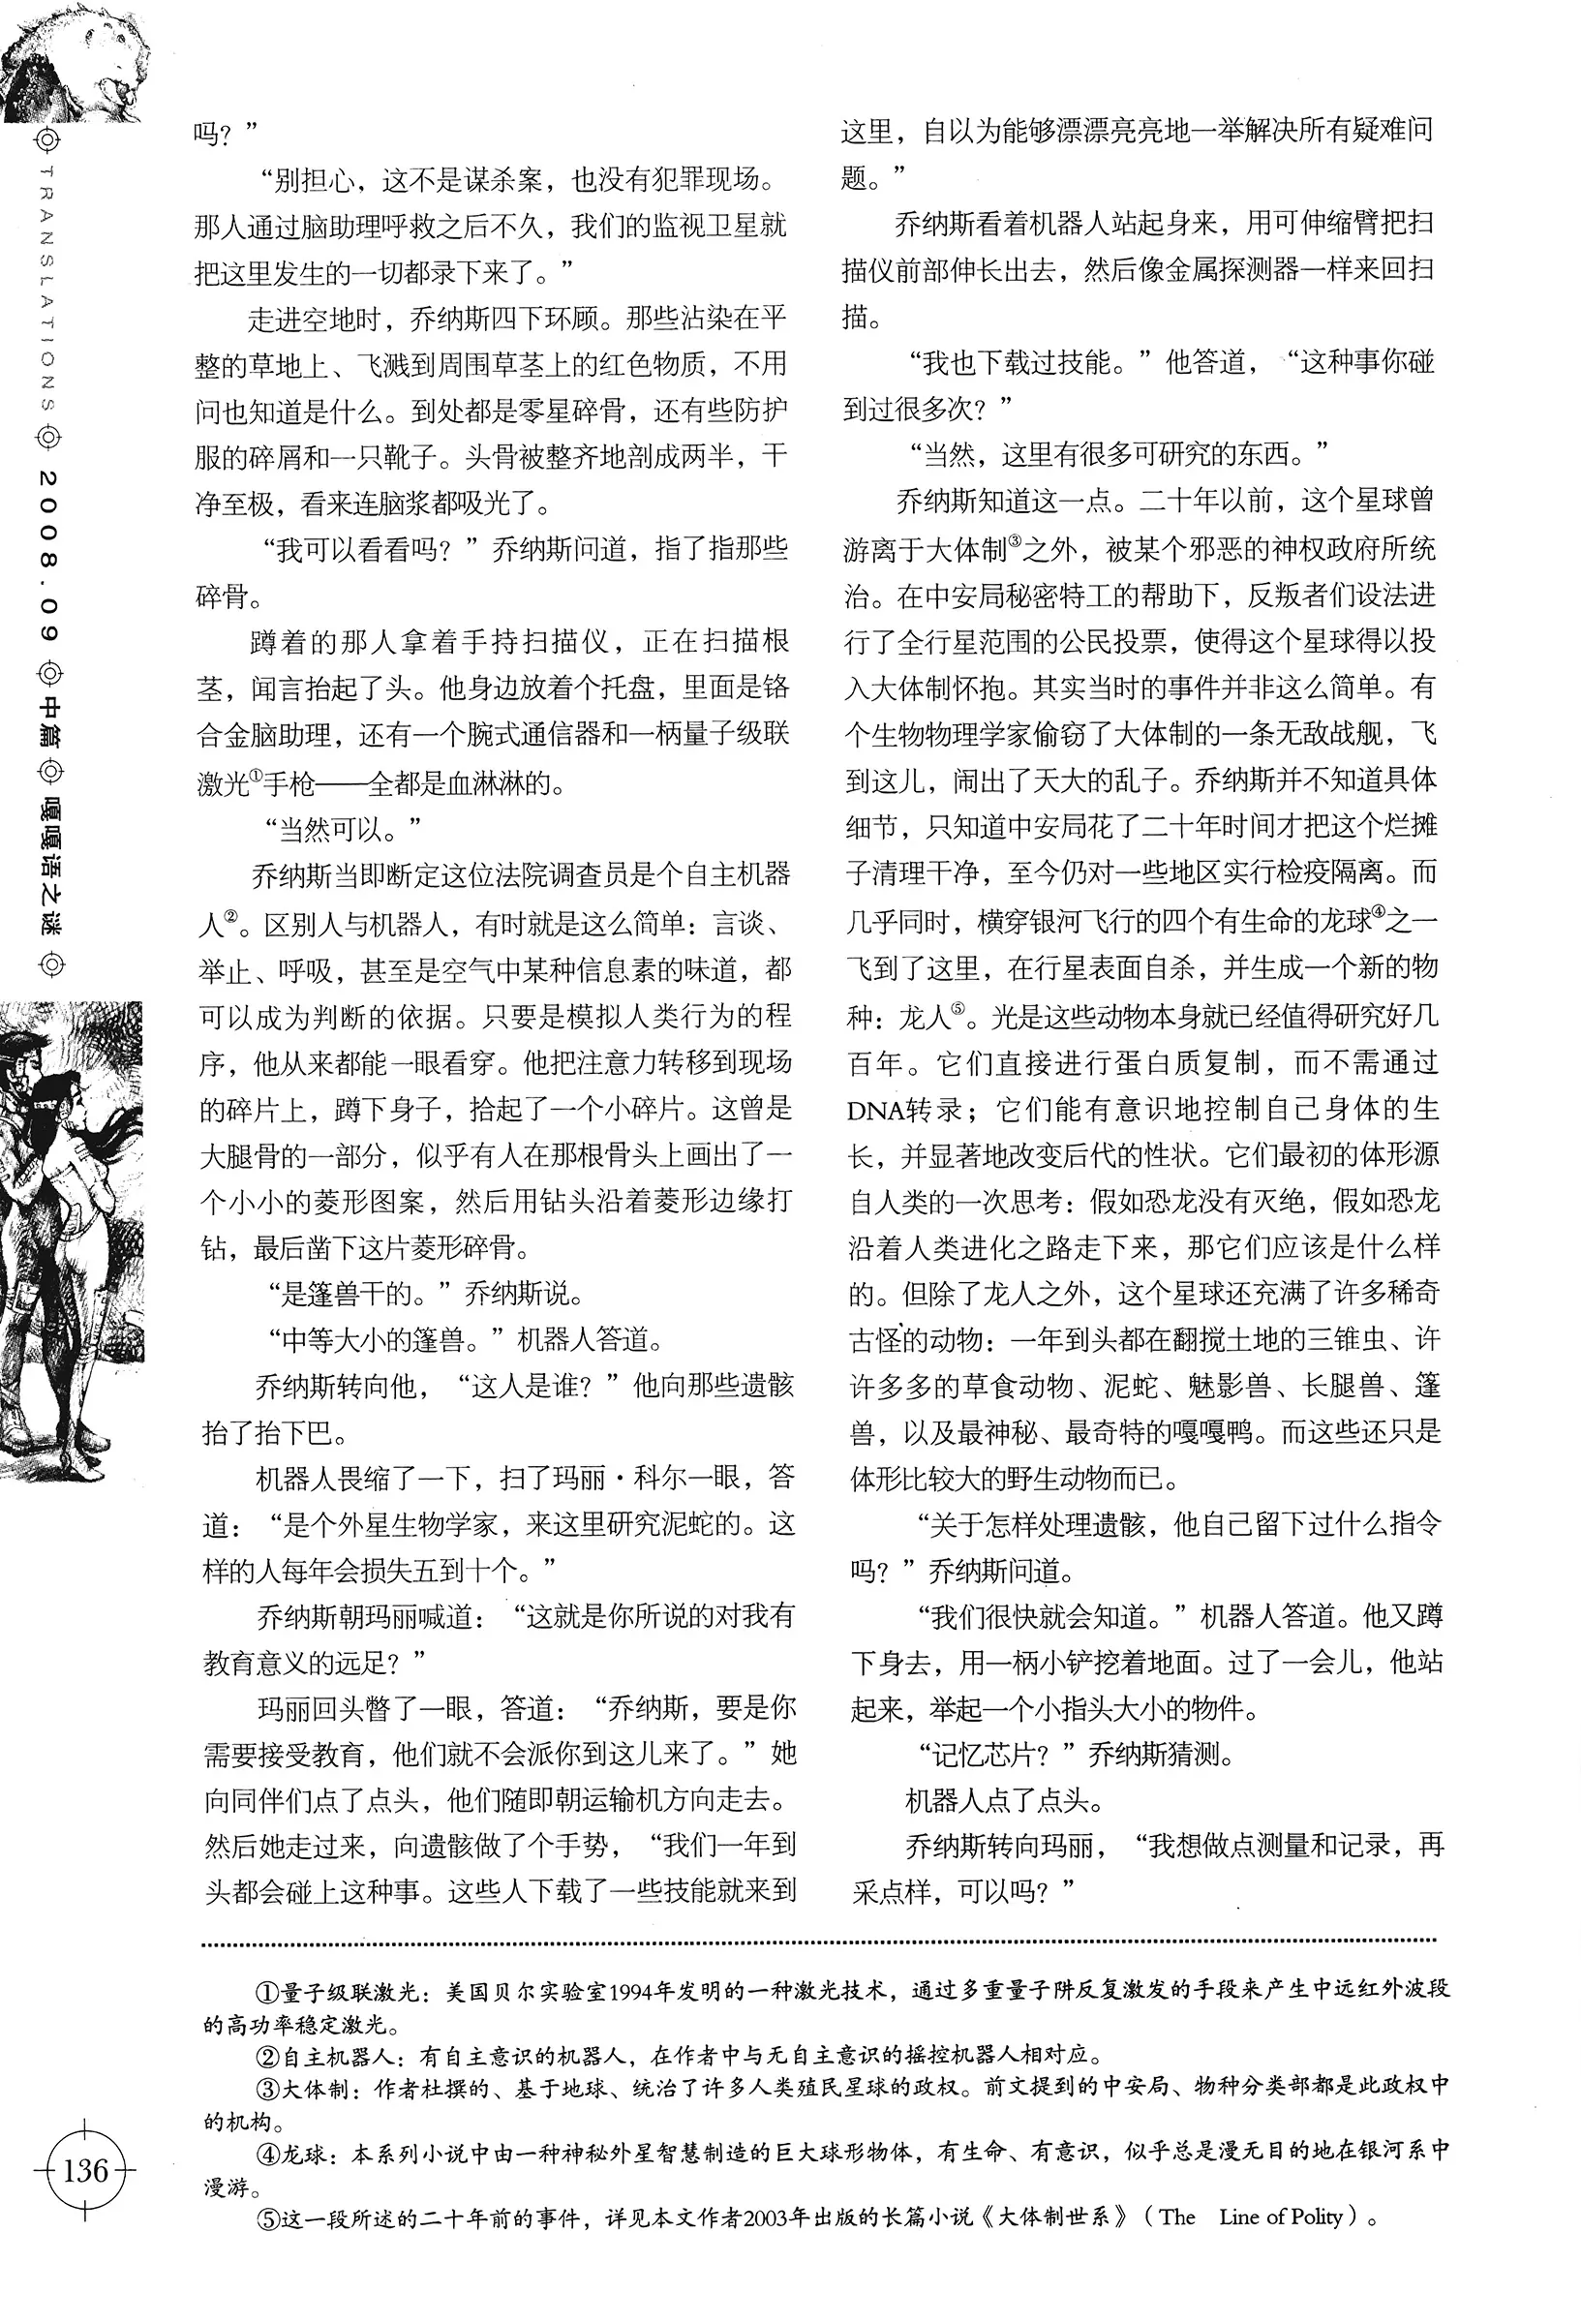 TRANSLATIONS
2008.09
中篇
嘎嘎语之谜
吗？”
“别担心，这不是谋杀案，也没有犯罪现场。
那人通过脑助理呼救之后不久，我们的监视卫星就
把这里发生的一切都录下来了。”
走进空地时，乔纳斯四下环顾。那些沾染在平
整的草地上、飞溅到周围草茎上的红色物质，不用
问也知道是什么。到处都是零星碎骨，还有些防护
服的碎屑和一只靴子。头骨被整齐地剖成两半，干
净至极，看来连脑浆都吸光了。
“我可以看看吗？”乔纳斯问道，指了指那些
碎骨。
蹲着的那人拿着手持扫描仪，正在扫描根
茎，闻言抬起了头。他身边放着个托盘，里面是铬
合金脑助理，还有一个腕式通信器和一柄量子级联
激光①手枪——全都是血淋淋的。
“当然可以。”
乔纳斯当即断定这位法院调查员是个自主机器
人②。区别人与机器人，有时就是这么简单：言谈、
举止、呼吸，甚至是空气中某种信息素的味道，都
可以成为判断的依据。只要是模拟人类行为的程
序，他从来都能一眼看穿。他把注意力转移到现场
的碎片上，蹲下身子，拾起了一个小碎片。这曾是
大腿骨的一部分，似乎有人在那根骨头上画出了一
个小小的菱形图案，然后用钻头沿着菱形边缘打
钻，最后凿下这片菱形碎骨。
“是篷兽干的。”乔纳斯说。
“中等大小的篷兽。”机器人答道。
乔纳斯转向他，“这人是谁？”他向那些遗骸
抬了抬下巴。
机器人畏缩了一下，扫了玛丽·科尔一眼，答
道：“是个外星生物学家，来这里研究泥蛇的。这
样的人每年会损失五到十个。”
乔纳斯朝玛丽喊道：“这就是你所说的对我有
教育意义的远足？”
玛丽回头瞥了一眼，答道：“乔纳斯，要是你
需要接受教育，他们就不会派你到这儿来了。”她
向同伴们点了点头，他们随即朝运输机方向走去。
然后她走过来，向遗骸做了个手势，“我们一年到
头都会碰上这种事。这些人下载了一些技能就来到
这里，自以为能够漂漂亮亮地一举解决所有疑难问
题。”
乔纳斯看着机器人站起身来，用可伸缩臂把扫
描仪前部伸长出去，然后像金属探测器一样来回扫
描。
“我也下载过技能。”他答道，“这种事你碰
到过很多次？”
“当然，这里有很多可研究的东西。”
乔纳斯知道这一点。二十年以前，这个星球曾
游离于大体制③之外，被某个邪恶的神权政府所统
治。在中安局秘密特工的帮助下，反叛者们设法进
行了全行星范围的公民投票，使得这个星球得以投
入大体制怀抱。其实当时的事件并非这么简单。有
个生物物理学家偷窃了大体制的一条无敌战舰，飞
到这儿，闹出了天大的乱子。乔纳斯并不知道具体
细节，只知道中安局花了二十年时间才把这个烂摊
子清理干净，至今仍对一些地区实行检疫隔离。而
几乎同时，横穿银河飞行的四个有生命的龙球④之一
飞到了这里，在行星表面自杀，并生成一个新的物
种：龙人⑤。光是这些动物本身就已经值得研究好几
百年。它们直接进行蛋白质复制，而不需通过
DNA转录；它们能有意识地控制自己身体的生
长，并显著地改变后代的性状。它们最初的体形源
自人类的一次思考：假如恐龙没有灭绝，假如恐龙
沿着人类进化之路走下来，那它们应该是什么样
的。但除了龙人之外，这个星球还充满了许多稀奇
古怪的动物：一年到头都在翻搅土地的三锥虫、许
许多多的草食动物、泥蛇、魅影兽、长腿兽、篷
兽，以及最神秘、最奇特的嘎嘎鸭。而这些还只是
体形比较大的野生动物而已。
“关于怎样处理遗骸，他自己留下过什么指令
吗？”乔纳斯问道。
“我们很快就会知道。”机器人答道。他又蹲
下身去，用一柄小铲挖着地面。过了一会儿，他站
起来，举起一个小指头大小的物件。
“记忆芯片？”乔纳斯猜测。
机器人点了点头。
乔纳斯转向玛丽，“我想做点测量和记录，再
采点样，可以吗？”
①量子级联激光：美国贝尔实验室1994年发明的一种激光技术，通过多重量子阱反复激发的手段来产生中远红外波段
的高功率稳定激光。
②自主机器人：有自主意识的机器人，在作者中与无自主意识的摇控机器人相对应。
③大体制：作者杜撰的、基于地球、统治了许多人类殖民星球的政权。前文提到的中安局、物种分类部都是此政权中
的机构。
④龙球：本系列小说中由一种神秘外星智慧制造的巨大球形物体，有生命、有意识，似乎总是漫无目的地在银河系中
漫游。
⑤这一段所述的二十年前的事件，详见本文作者2003年出版的长篇小说《大体制世系》（The Line of Polity）。
136